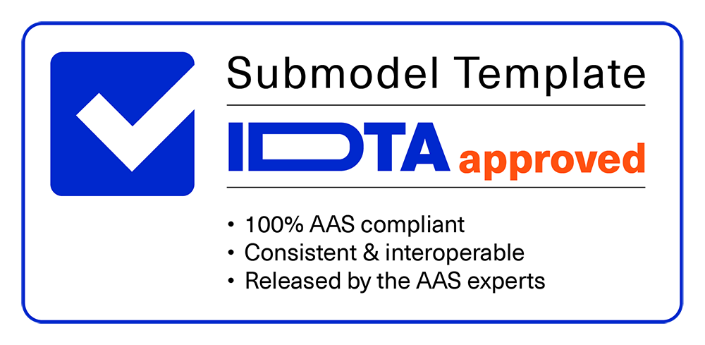 Submodel Template
IDTA approved
• 100% AAS compliant
• Consistent & interoperable
• Released by the AAS experts